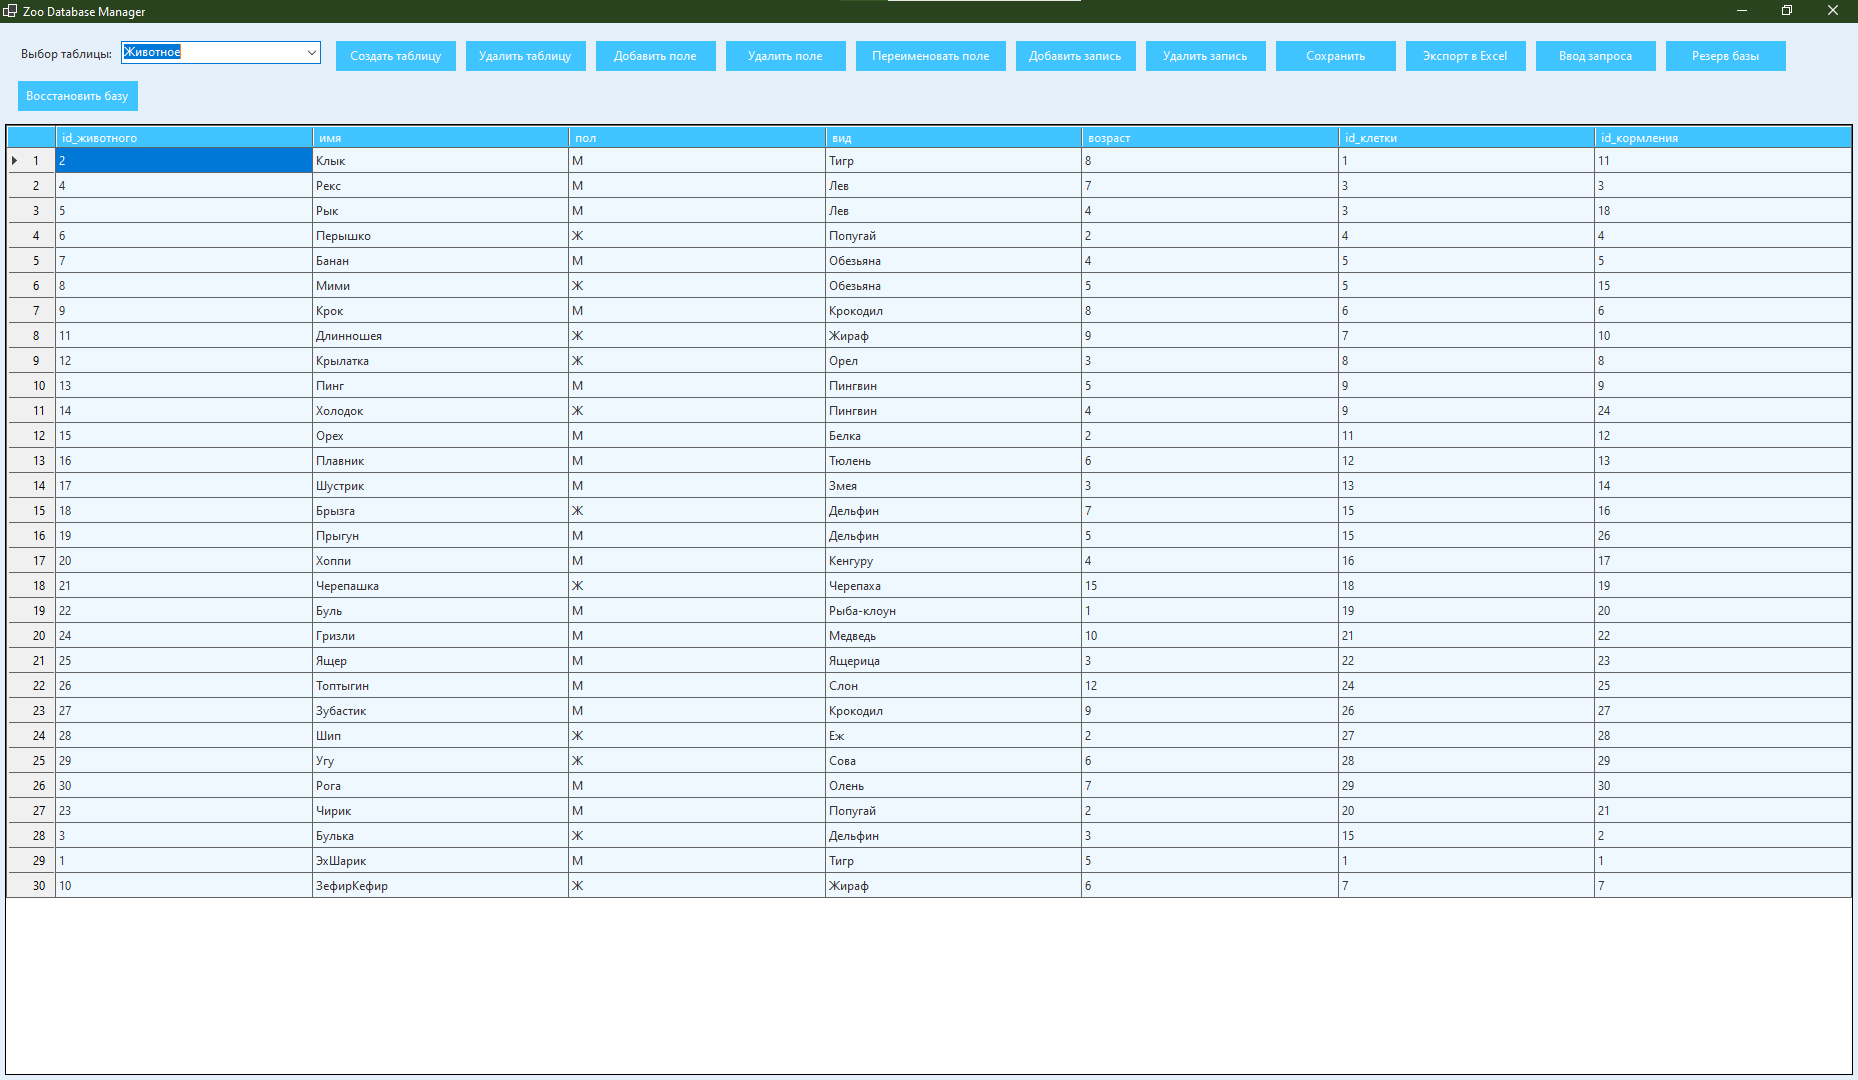 Zoo Database Manager
Выбор таблицы: Животное Создать таблицу Удалить таблицу Добавить поле Удалить поле Переименовать поле Добавить запись Удалить запись Сохранить Экспорт в Excel Ввод запроса Резерв базы
Восстановить базу
id_животного имя пол вид возраст id_клетки id_кормления
1 2 Клык М Тигр 8 1 11
2 4 Рекс М Лев 7 3 3
3 5 Рык М Лев 4 3 18
4 6 Перышко Ж Попугай 2 4 4
5 7 Банан М Обезьяна 4 5 5
6 8 Мими Ж Обезьяна 5 5 15
7 9 Крок М Крокодил 8 6 6
8 11 Длинношея Ж Жираф 9 7 10
9 12 Крылатка Ж Орел 3 8 8
10 13 Пинг М Пингвин 5 9 9
11 14 Холодок Ж Пингвин 4 9 24
12 15 Орех М Белка 2 11 12
13 16 Плавник М Тюлень 6 12 13
14 17 Шустрик М Змея 3 13 14
15 18 Брызга Ж Дельфин 7 15 16
16 19 Прыгун М Дельфин 5 15 26
17 20 Хоппи М Кенгуру 4 16 17
18 21 Черепашка Ж Черепаха 15 18 19
19 22 Буль М Рыба-клоун 1 19 20
20 24 Гризли М Медведь 10 21 22
21 25 Ящер М Ящерица 3 22 23
22 26 Топтыгин М Слон 12 24 25
23 27 Зубастик М Крокодил 9 26 27
24 28 Шип Ж Еж 2 27 28
25 29 Угу Ж Сова 6 28 29
26 30 Рога М Олень 7 29 30
27 23 Чирик М Попугай 2 20 21
28 3 Булька Ж Дельфин 3 15 2
29 1 ЭхШарик М Тигр 5 1 1
30 10 ЗефирКефир Ж Жираф 6 7 7